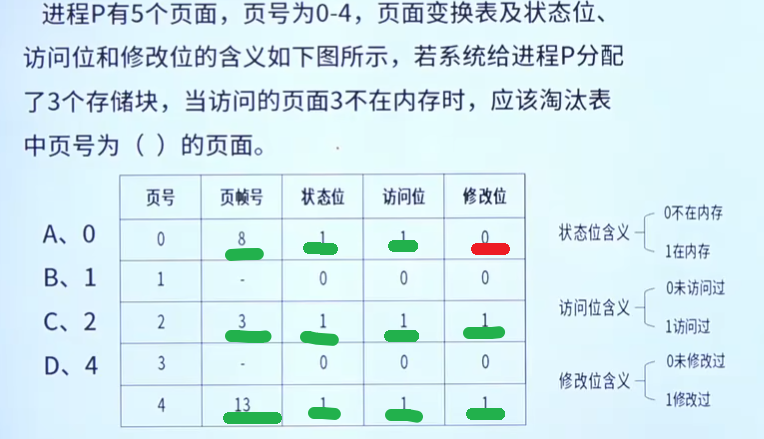 进程P有5个页面，页号为0-4，页面变换表及状态位、
访问位和修改位的含义如下图所示，若系统给进程P分配
了3个存储块，当访问的页面3不在内存时，应该淘汰表
中页号为（ ）的页面。
A、0
B、1
C、2
D、4
页号 页帧号 状态位 访问位 修改位
0 8 1 1 0
1 - 0 0 0
2 3 1 1 1
3 - 0 0 0
4 13 1 1 1
状态位含义
0不在内存
1在内存
访问位含义
0未访问过
1访问过
修改位含义
0未修改过
1修改过